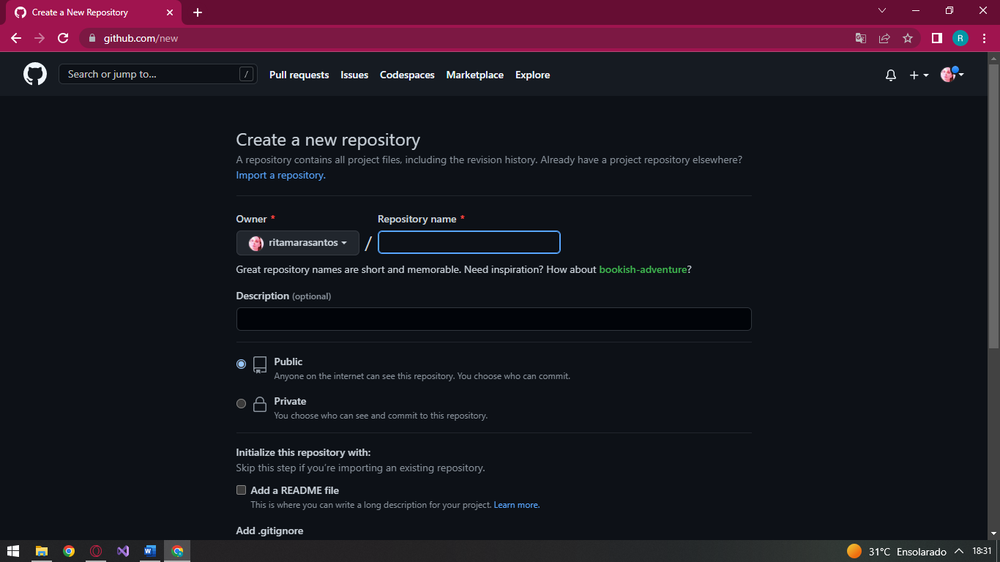 Create a New Repository
github.com/new
R
Search or jump to... /
Pull requests Issues Codespaces Marketplace Explore
Create a new repository
A repository contains all project files, including the revision history. Already have a project repository elsewhere?
Import a repository.
Owner * Repository name *
ritamarasantos /
Great repository names are short and memorable. Need inspiration? How about bookish-adventure?
Description (optional)
Public
Anyone on the internet can see this repository. You choose who can commit.
Private
You choose who can see and commit to this repository.
Initialize this repository with:
Skip this step if you’re importing an existing repository.
Add a README file
This is where you can write a long description for your project. Learn more.
Add .gitignore
31°C Ensolarado 18:31